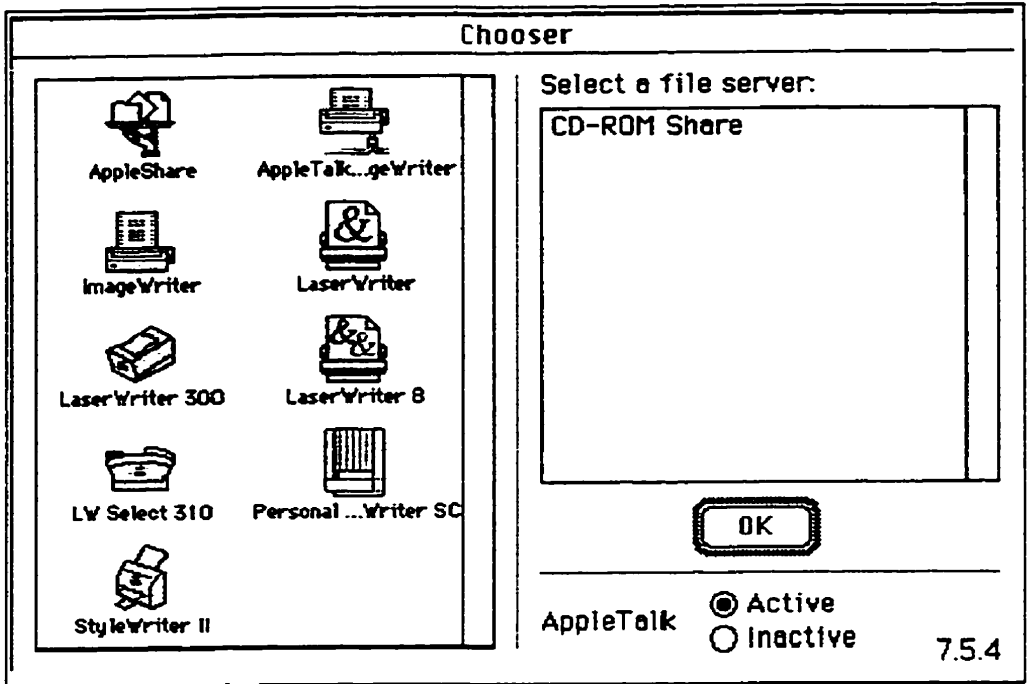 Chooser
AppleShare
AppleTalk...geWriter
ImageWriter
LaserWriter
LaserWriter 300
LaserWriter 8
LW Select 310
Personal ...Writer SC
StyleWriter II
Select a file server:
CD-ROM Share
OK
AppleTalk
Active
Inactive
7.5.4